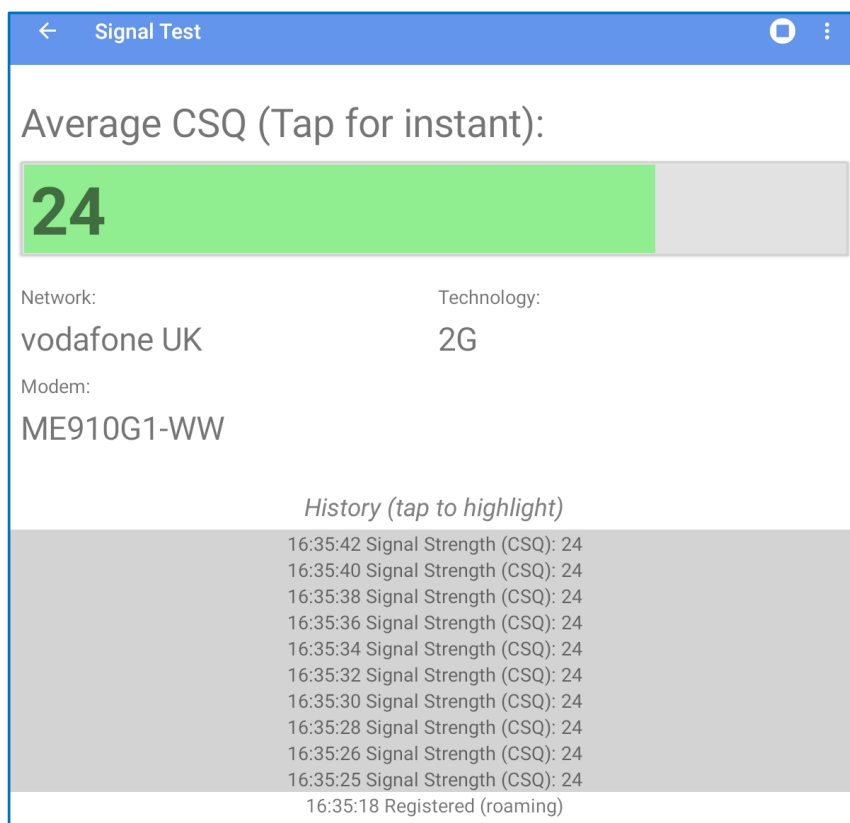 Signal Test
Average CSQ (Tap for instant):
24
Network:
Technology:
vodafone UK
2G
Modem:
ME910G1-WW
History (tap to highlight)
16:35:42 Signal Strength (CSQ): 24
16:35:40 Signal Strength (CSQ): 24
16:35:38 Signal Strength (CSQ): 24
16:35:36 Signal Strength (CSQ): 24
16:35:34 Signal Strength (CSQ): 24
16:35:32 Signal Strength (CSQ): 24
16:35:30 Signal Strength (CSQ): 24
16:35:28 Signal Strength (CSQ): 24
16:35:26 Signal Strength (CSQ): 24
16:35:25 Signal Strength (CSQ): 24
16:35:18 Registered (roaming)